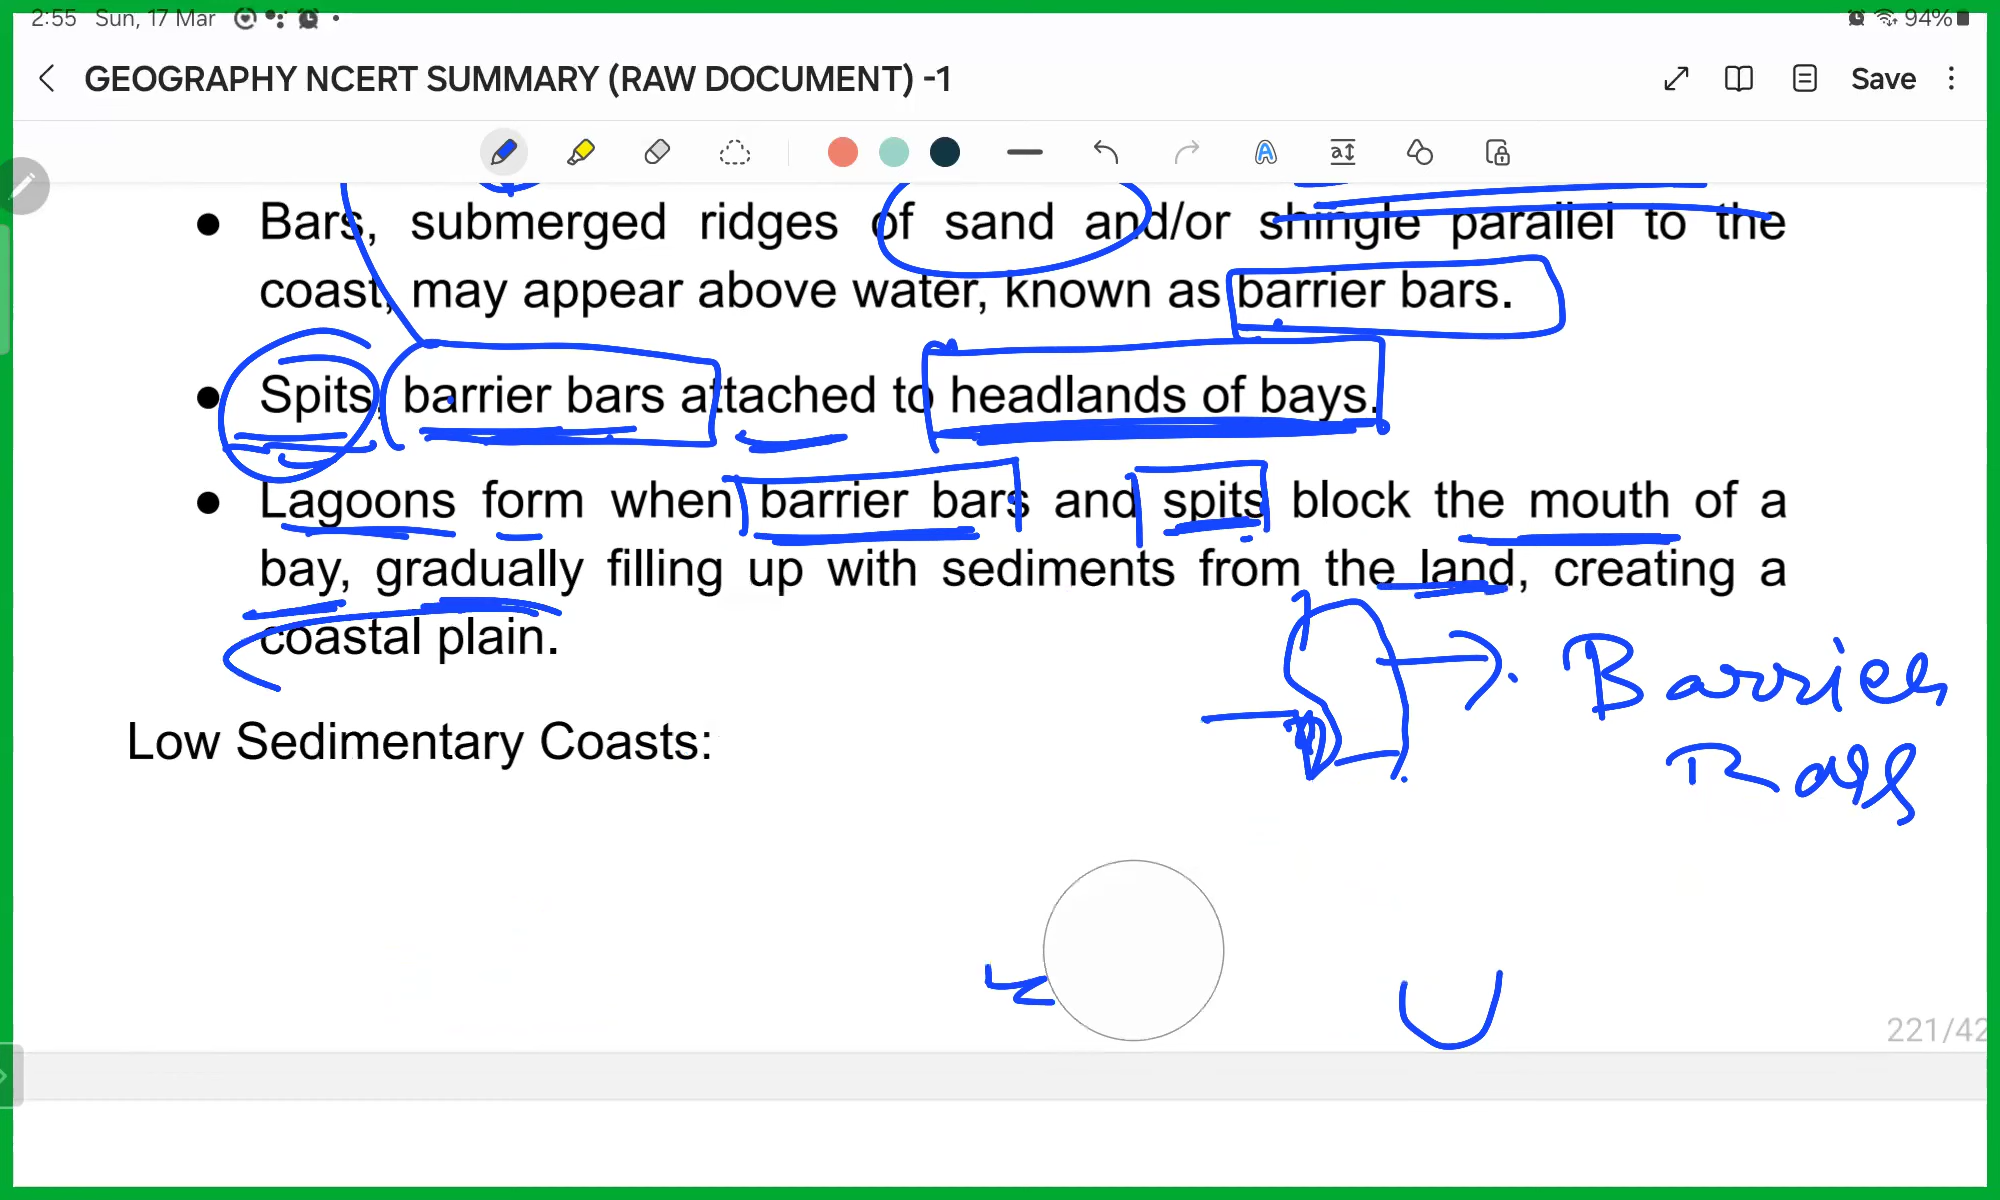 2:55 Sun, 17 Mar
94%
GEOGRAPHY NCERT SUMMARY (RAW DOCUMENT) -1
Save
● Bars, submerged ridges of sand and/or shingle parallel to the
coast, may appear above water, known as barrier bars.
● Spits, barrier bars attached to headlands of bays.
● Lagoons form when barrier bars and spits block the mouth of a
bay, gradually filling up with sediments from the land, creating a
coastal plain.
Barrier
Low Sedimentary Coasts:
221/42